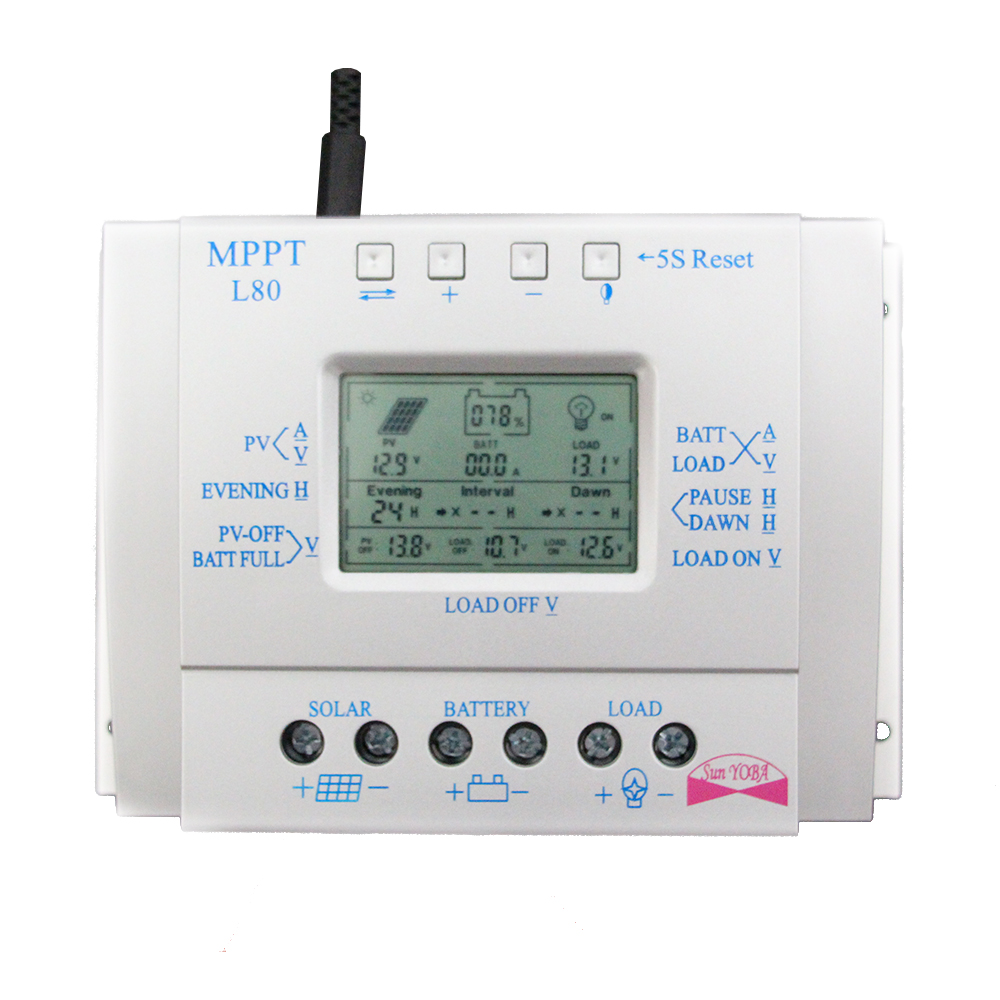 MPPT
L80
+ −
←5S Reset
078%
ON
PV BATT LOAD
12.9 V 00.0 A 13.1 V
Evening Interval Dawn
24 H → X - - H → X - - H
PV OFF 13.8 V LOAD OFF 10.7 V LOAD ON 12.6 V
PV A
V
EVENING H
PV-OFF
BATT FULL V
BATT A
LOAD V
PAUSE H
DAWN H
LOAD ON V
LOAD OFF V
SOLAR BATTERY LOAD
+ − + − + −
Sun YOBA